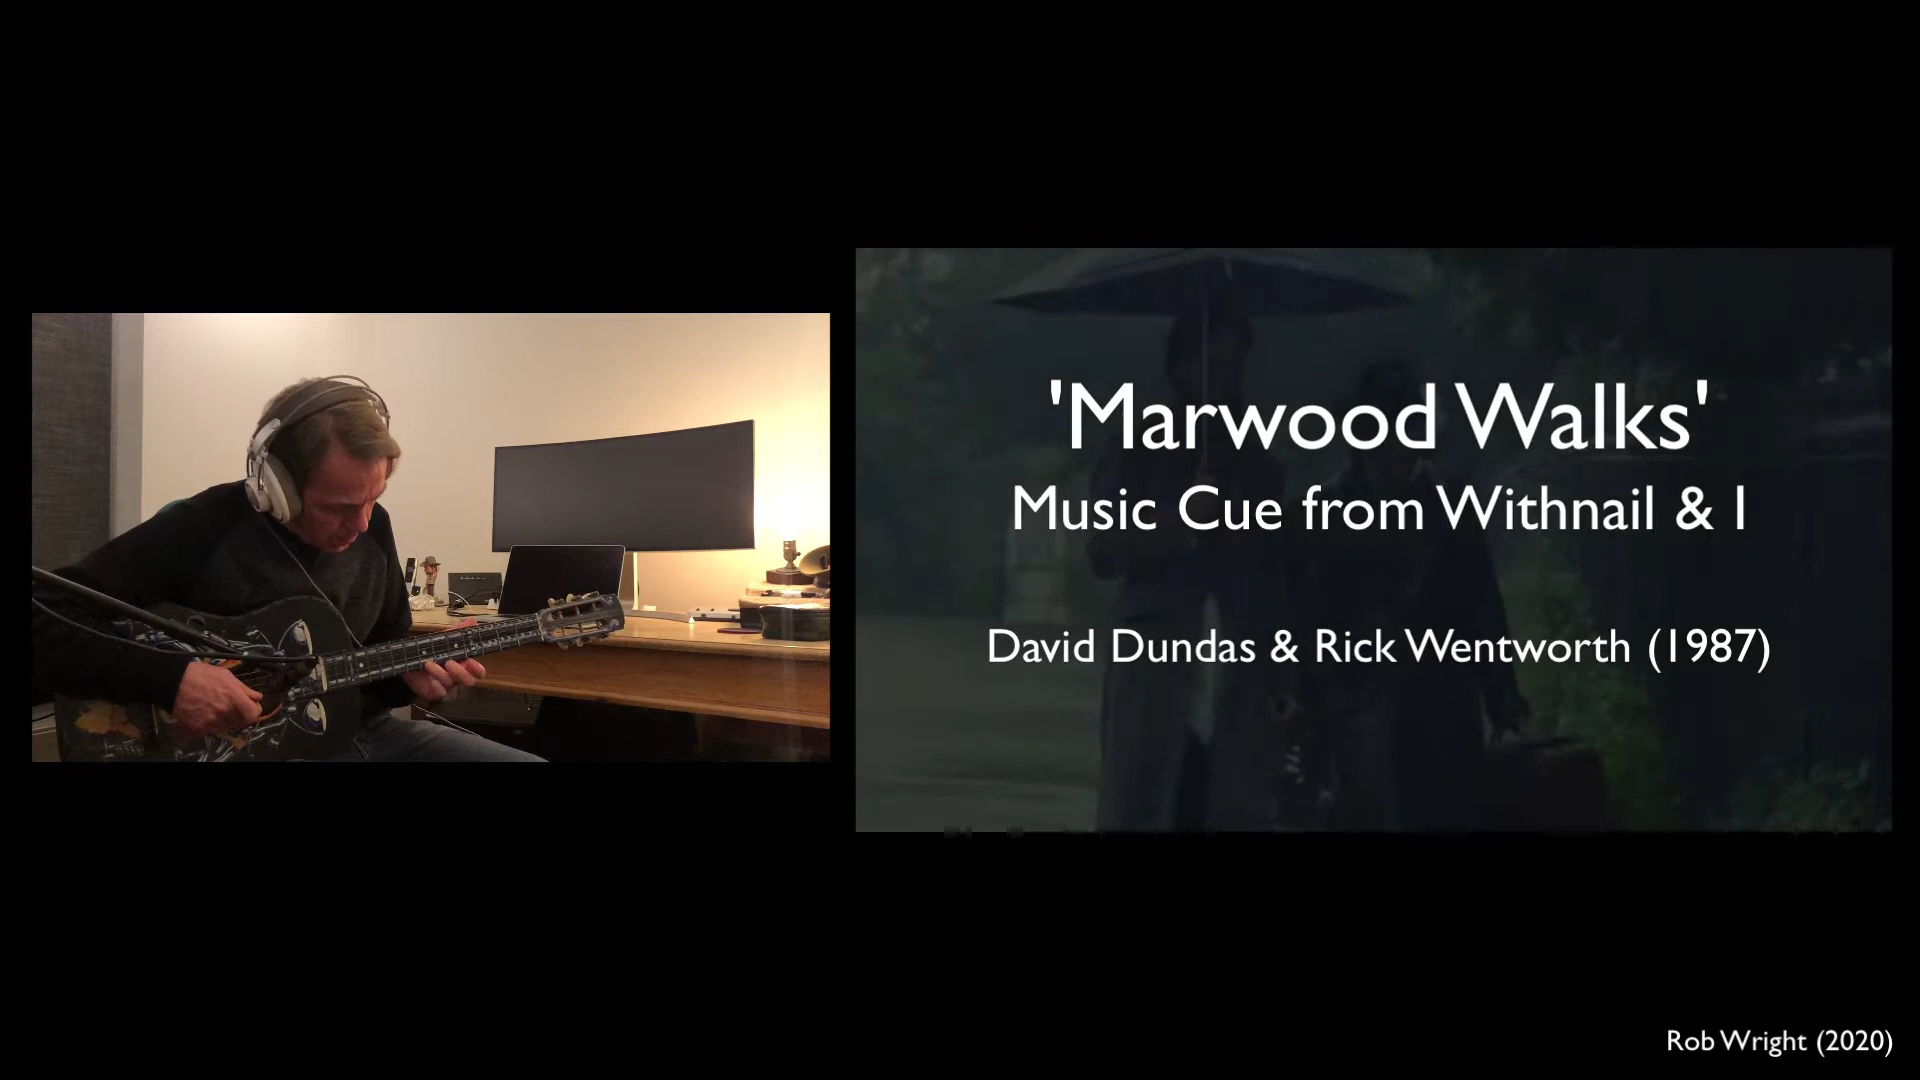 'Marwood Walks'
Music Cue from Withnail & I
David Dundas & Rick Wentworth (1987)
Rob Wright (2020)